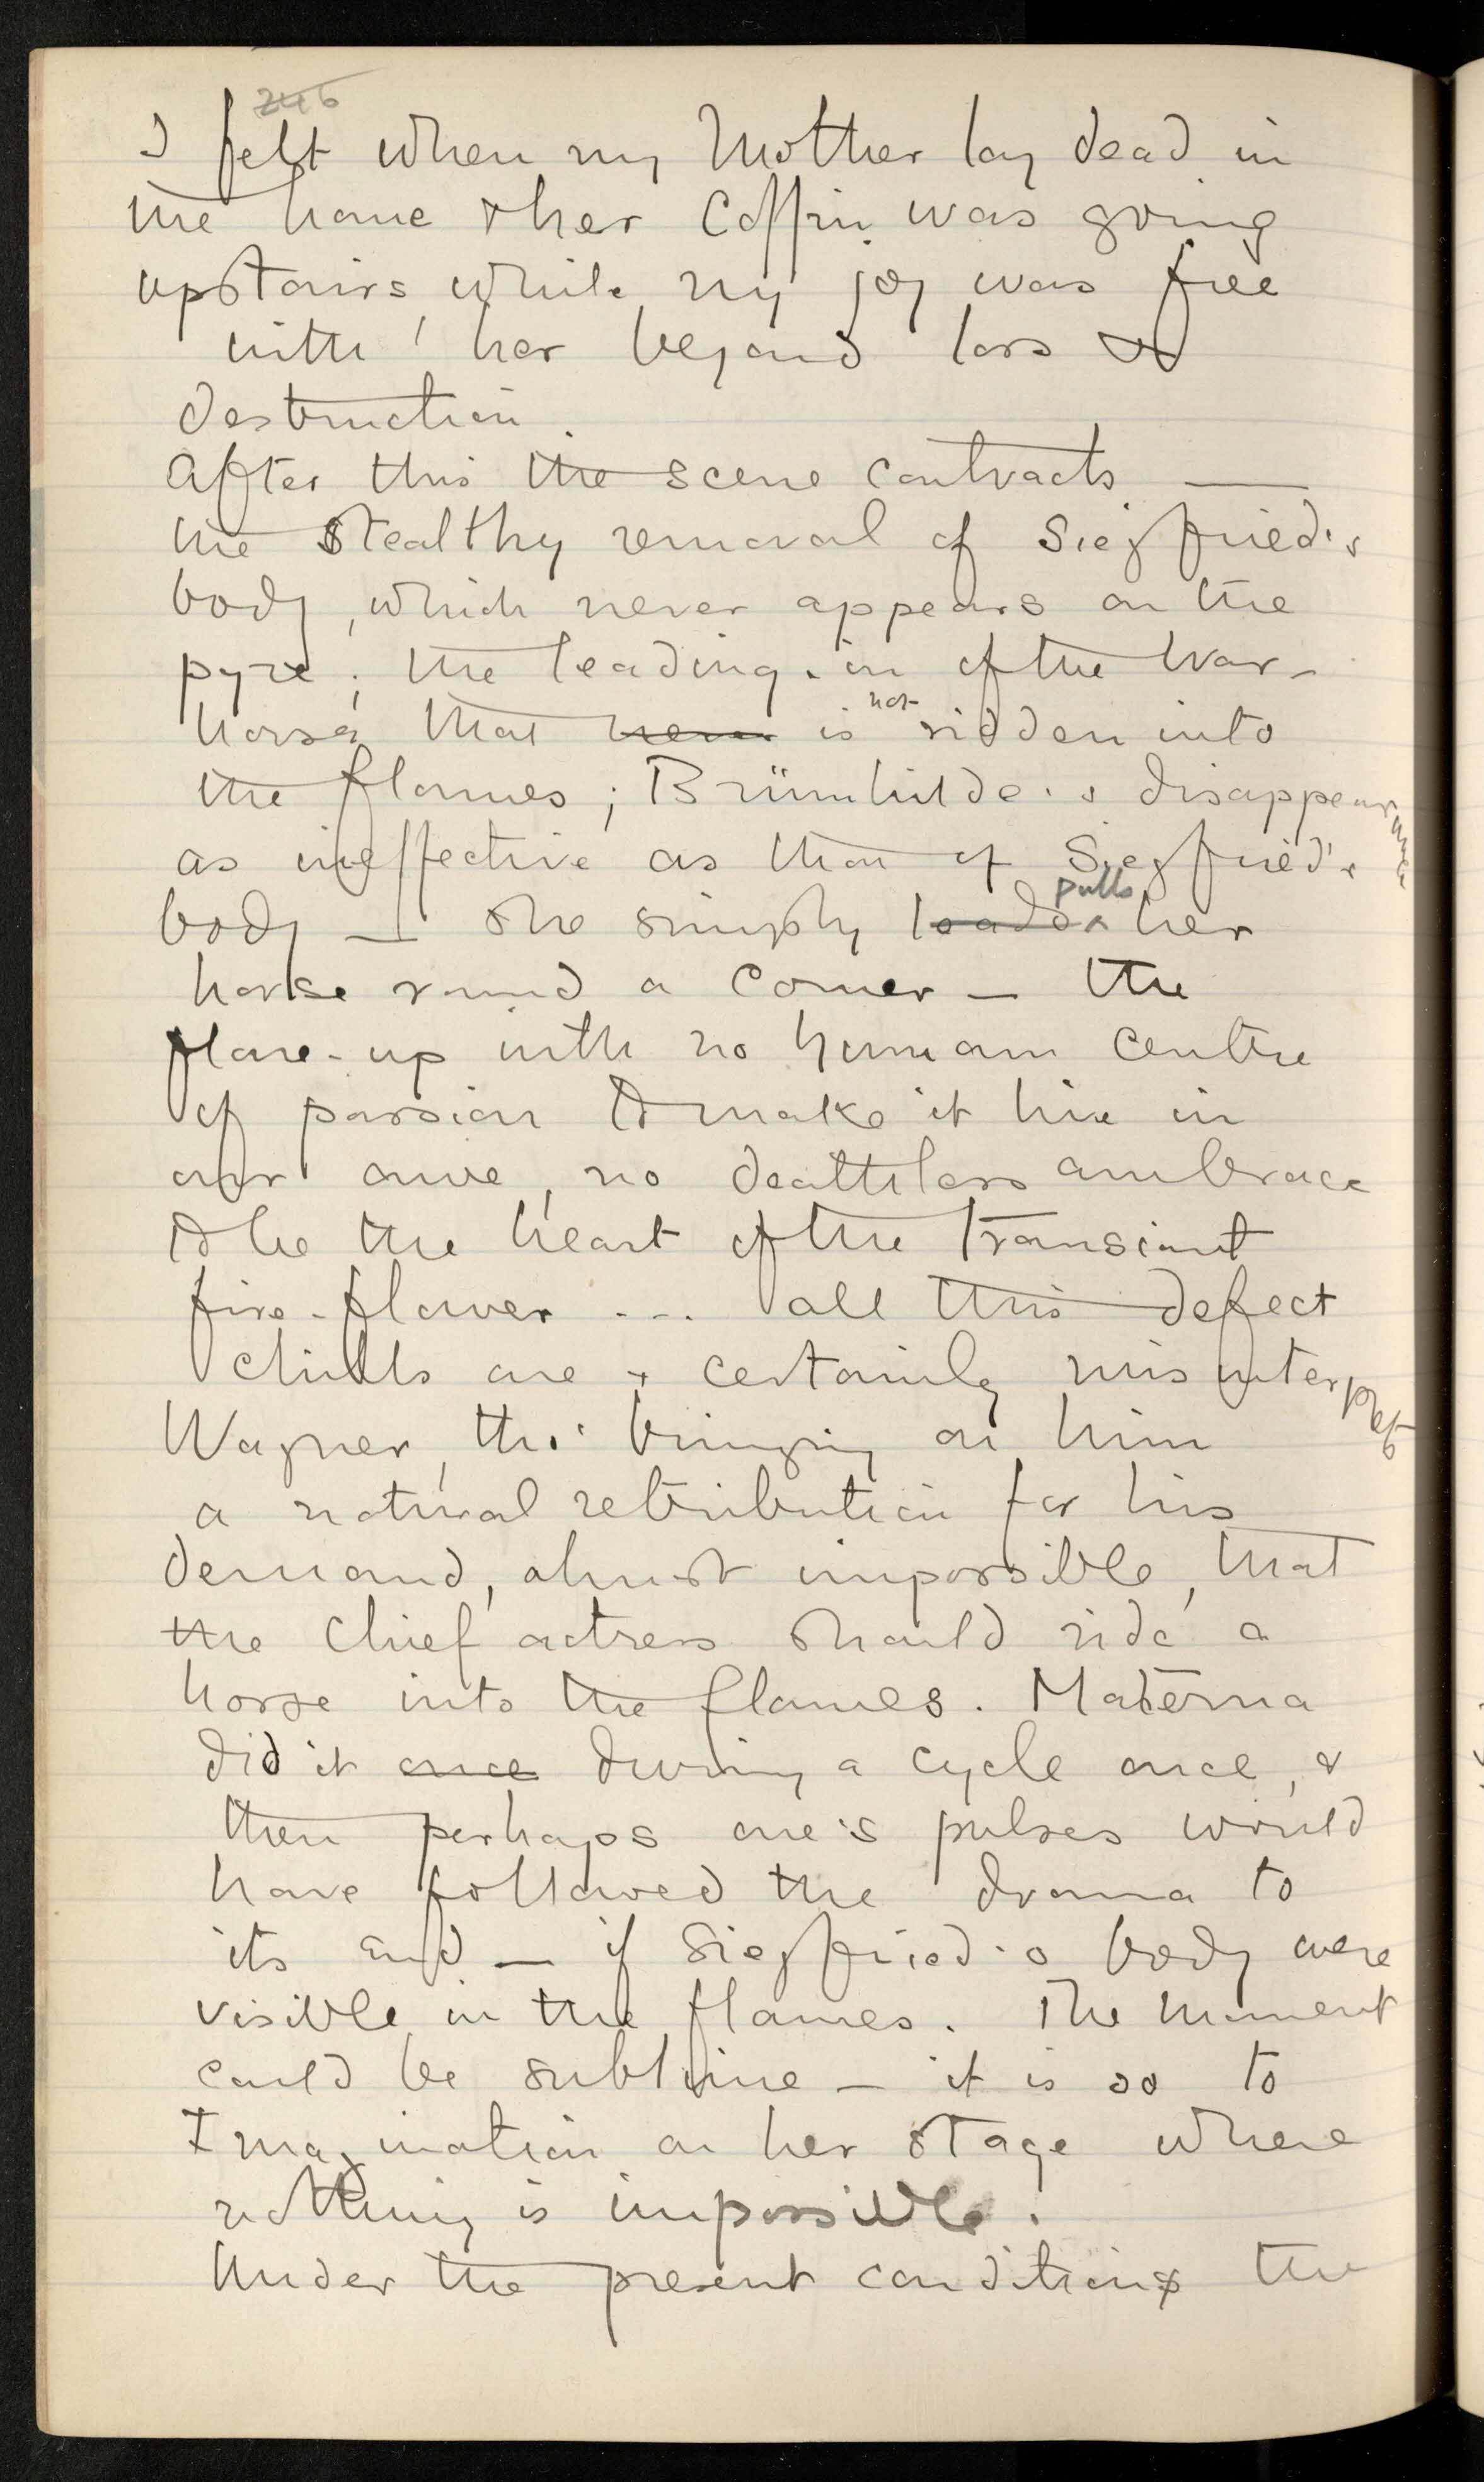 246
I felt when my Mother lay dead in
the house & her Coffin was going
upstairs, while my joy was free
with her beyond loss &
destruction.
After this the scene contracts —
the stealthy removal of Siegfried's
body, which never appears on the
pyre; the leading-in of the War-
horse that never is not ridden into
the flames; Brünnhilde's disappearance
as ineffective as that of Siegfried's
body — she simply leads pulls her
horse round a corner — the
flare-up with no human centre
of passion to make it live in
our awe, no deathless embrace
to be the heart of the transient
fire-flower ... all this defect
chills one & certainly misinterprets
Wagner, tho' bringing on him
a natural retribution for his
demand, almost impossible, that
the chief actress should ride a
horse into the flames. Materna
did it once during a cycle once, &
then perhaps one's pulses would
have followed the drama to
its end — if Siegfried's body were
visible in the flames. The moment
could be sublime — it is so to
Imagination on her stage where
nothing is impossible.
Under the present conditions the